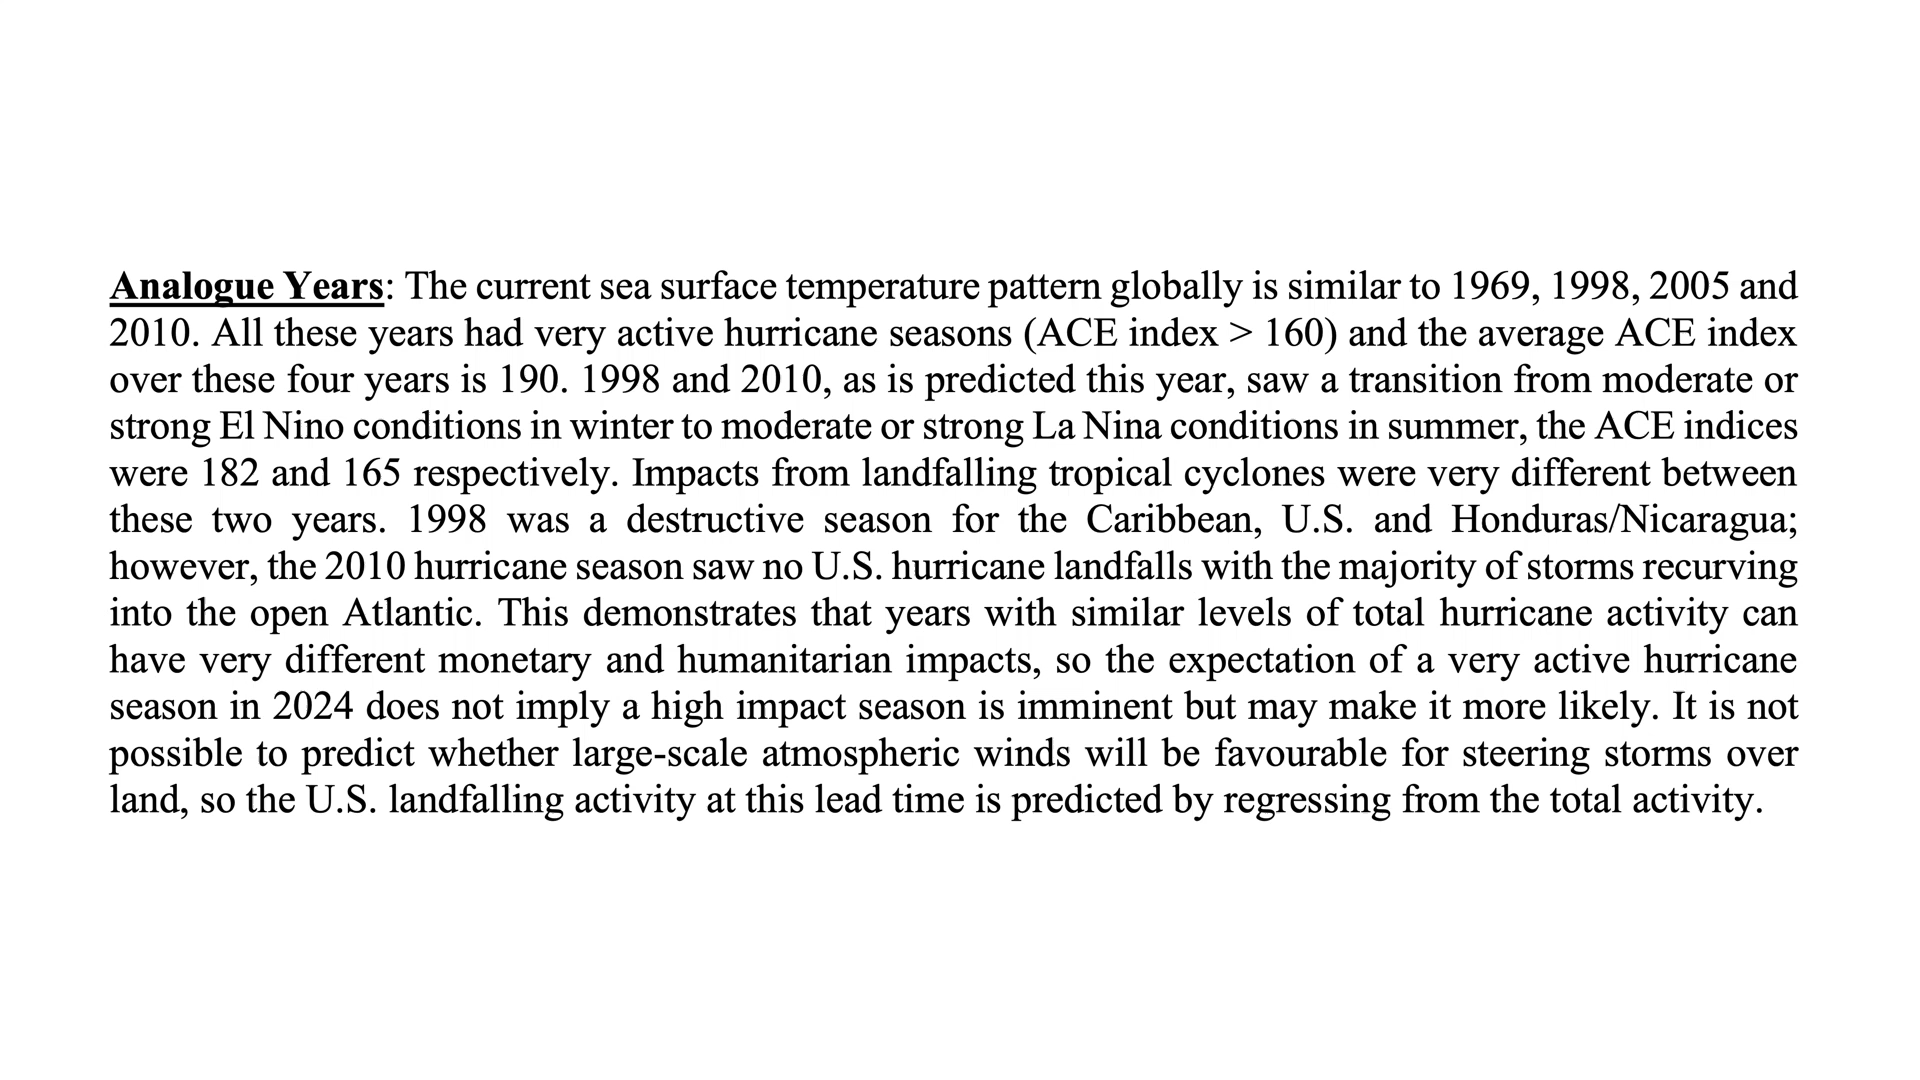 Analogue Years: The current sea surface temperature pattern globally is similar to 1969, 1998, 2005 and
2010. All these years had very active hurricane seasons (ACE index > 160) and the average ACE index
over these four years is 190. 1998 and 2010, as is predicted this year, saw a transition from moderate or
strong El Nino conditions in winter to moderate or strong La Nina conditions in summer, the ACE indices
were 182 and 165 respectively. Impacts from landfalling tropical cyclones were very different between
these two years. 1998 was a destructive season for the Caribbean, U.S. and Honduras/Nicaragua;
however, the 2010 hurricane season saw no U.S. hurricane landfalls with the majority of storms recurving
into the open Atlantic. This demonstrates that years with similar levels of total hurricane activity can
have very different monetary and humanitarian impacts, so the expectation of a very active hurricane
season in 2024 does not imply a high impact season is imminent but may make it more likely. It is not
possible to predict whether large-scale atmospheric winds will be favourable for steering storms over
land, so the U.S. landfalling activity at this lead time is predicted by regressing from the total activity.